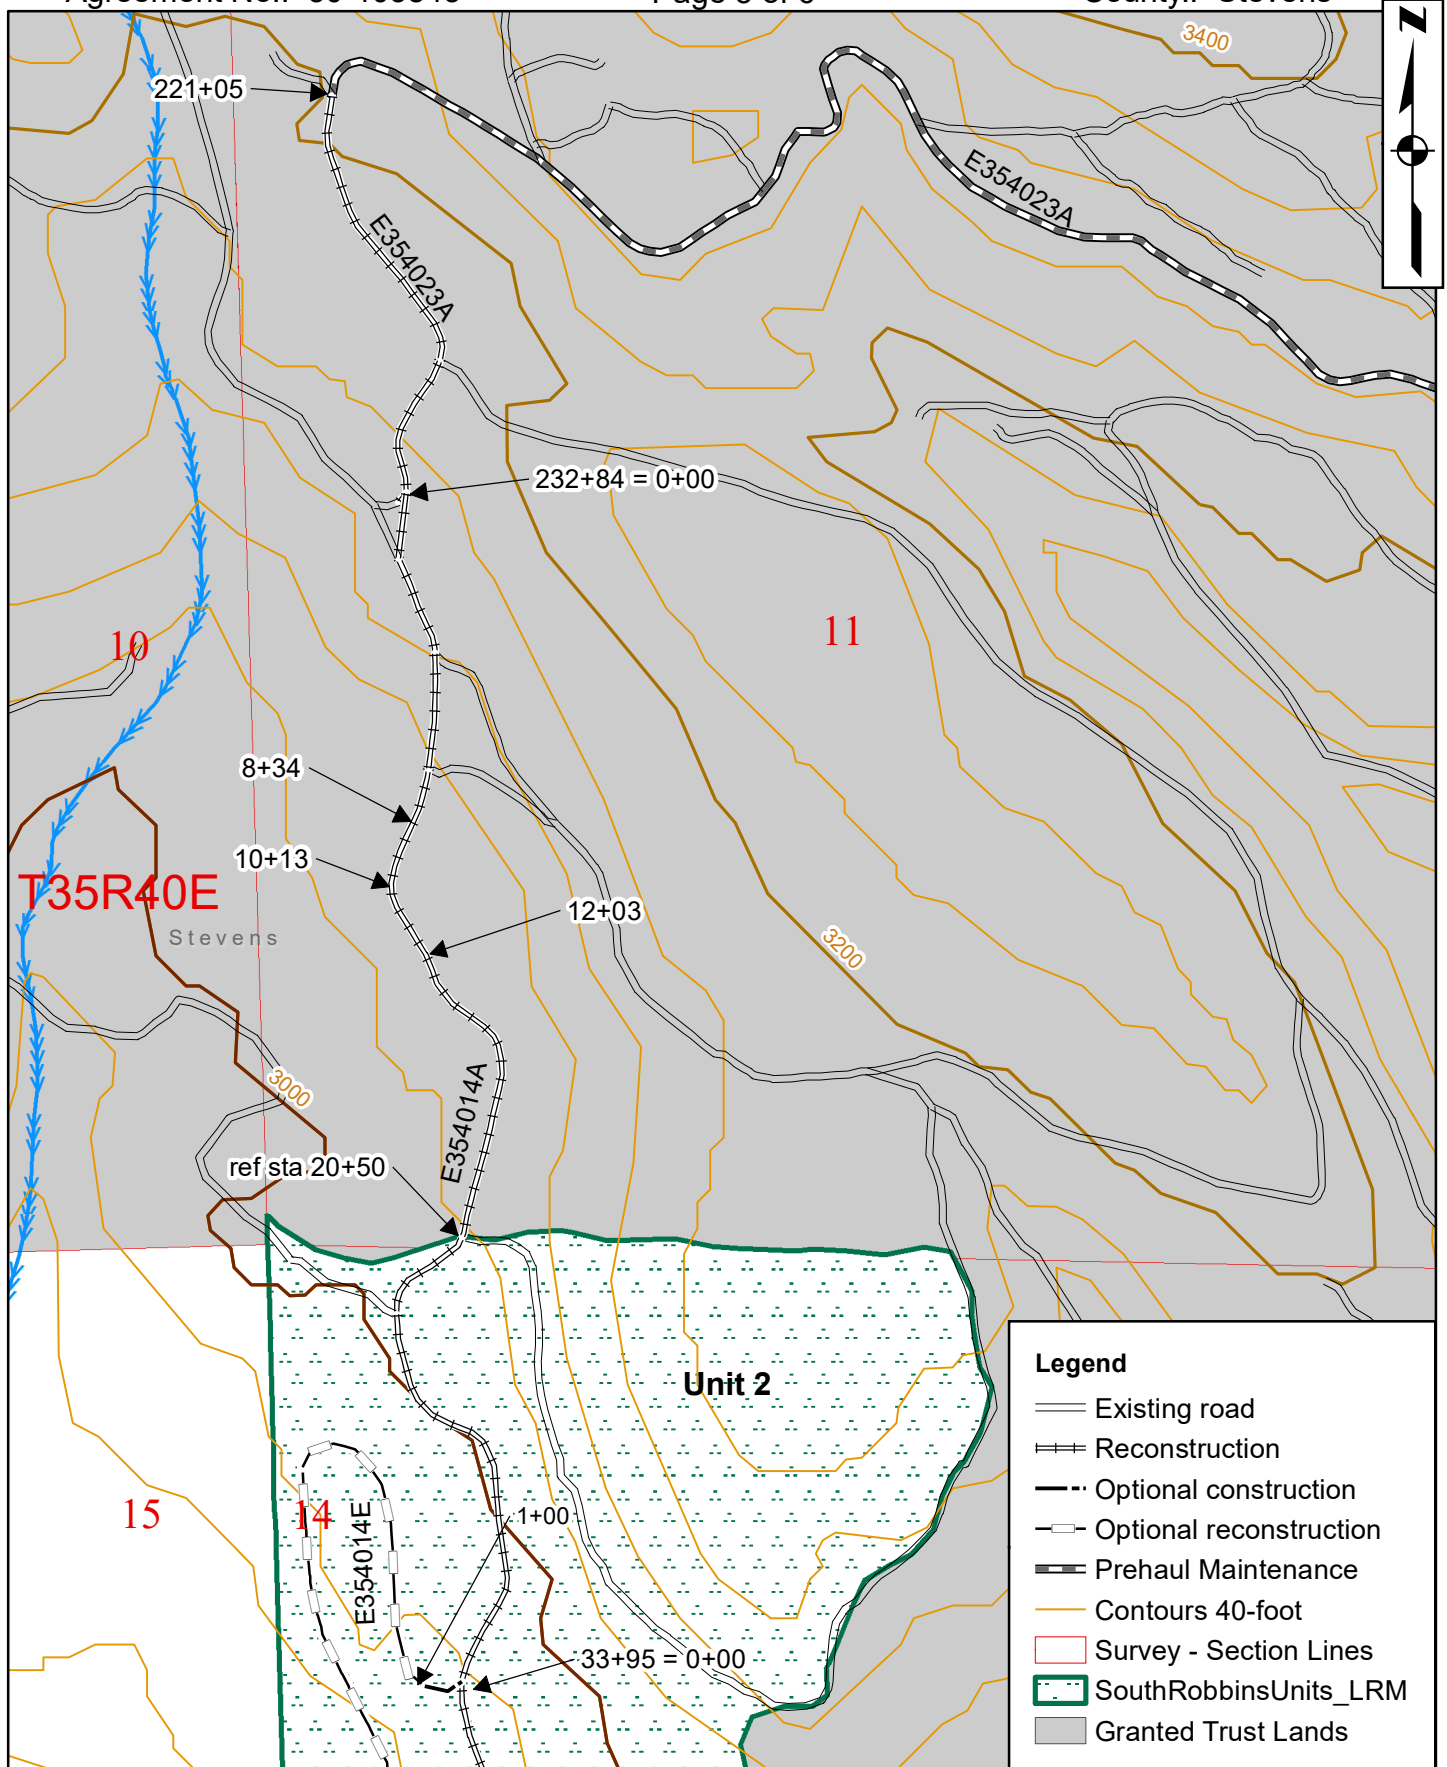 3400
N
221+05
E354023A
E354023A
232+84 = 0+00
10
11
8+34
10+13
T35R40E
12+03
Stevens
3200
3000
E354014A
ref sta 20+50
Unit 2
15
14
E354014E
1+00
33+95 = 0+00
Legend
Existing road
Reconstruction
Optional construction
Optional reconstruction
Prehaul Maintenance
Contours 40-foot
Survey - Section Lines
SouthRobbinsUnits_LRM
Granted Trust Lands